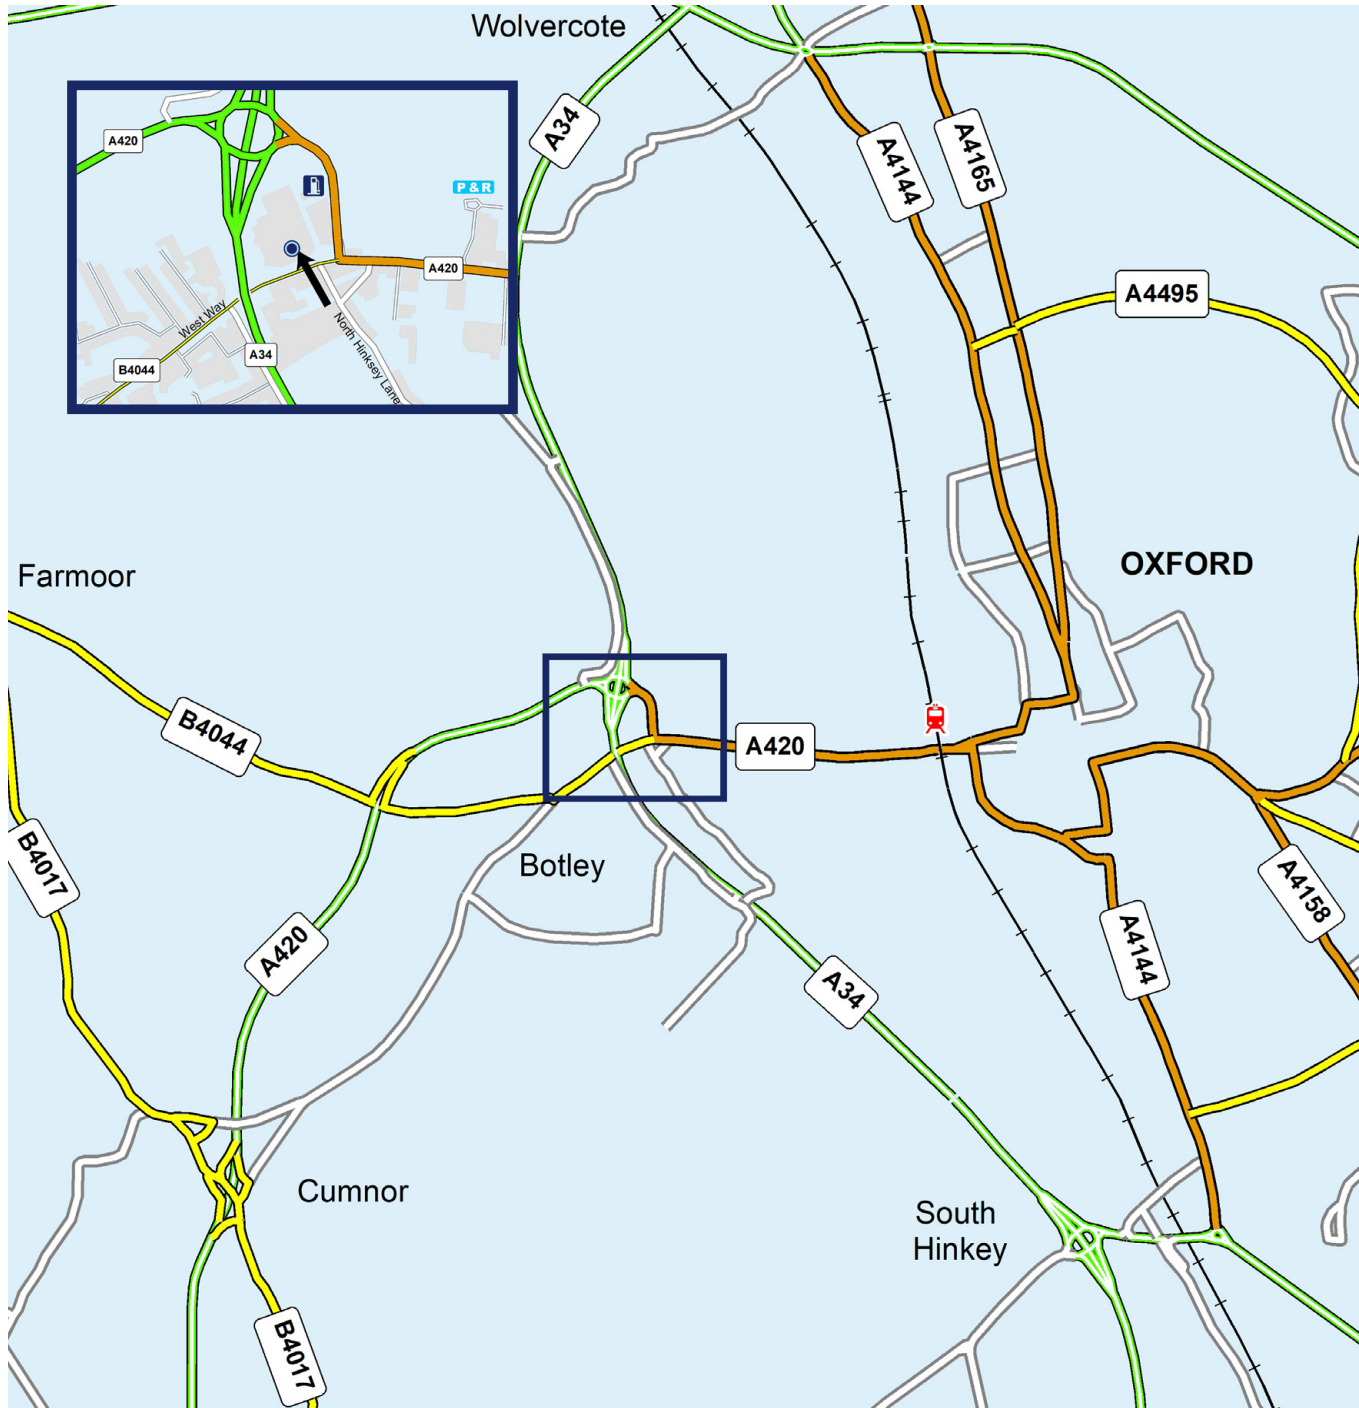 Wolvercote
A34
A4144
A4165
A420
P & R
A420
West Way
North Hinksey Lane
A34
B4044
A4495
Farmoor
OXFORD
B4044
A420
B4017
Botley
A4158
A420
A4144
A34
Cumnor
South
Hinkey
B4017